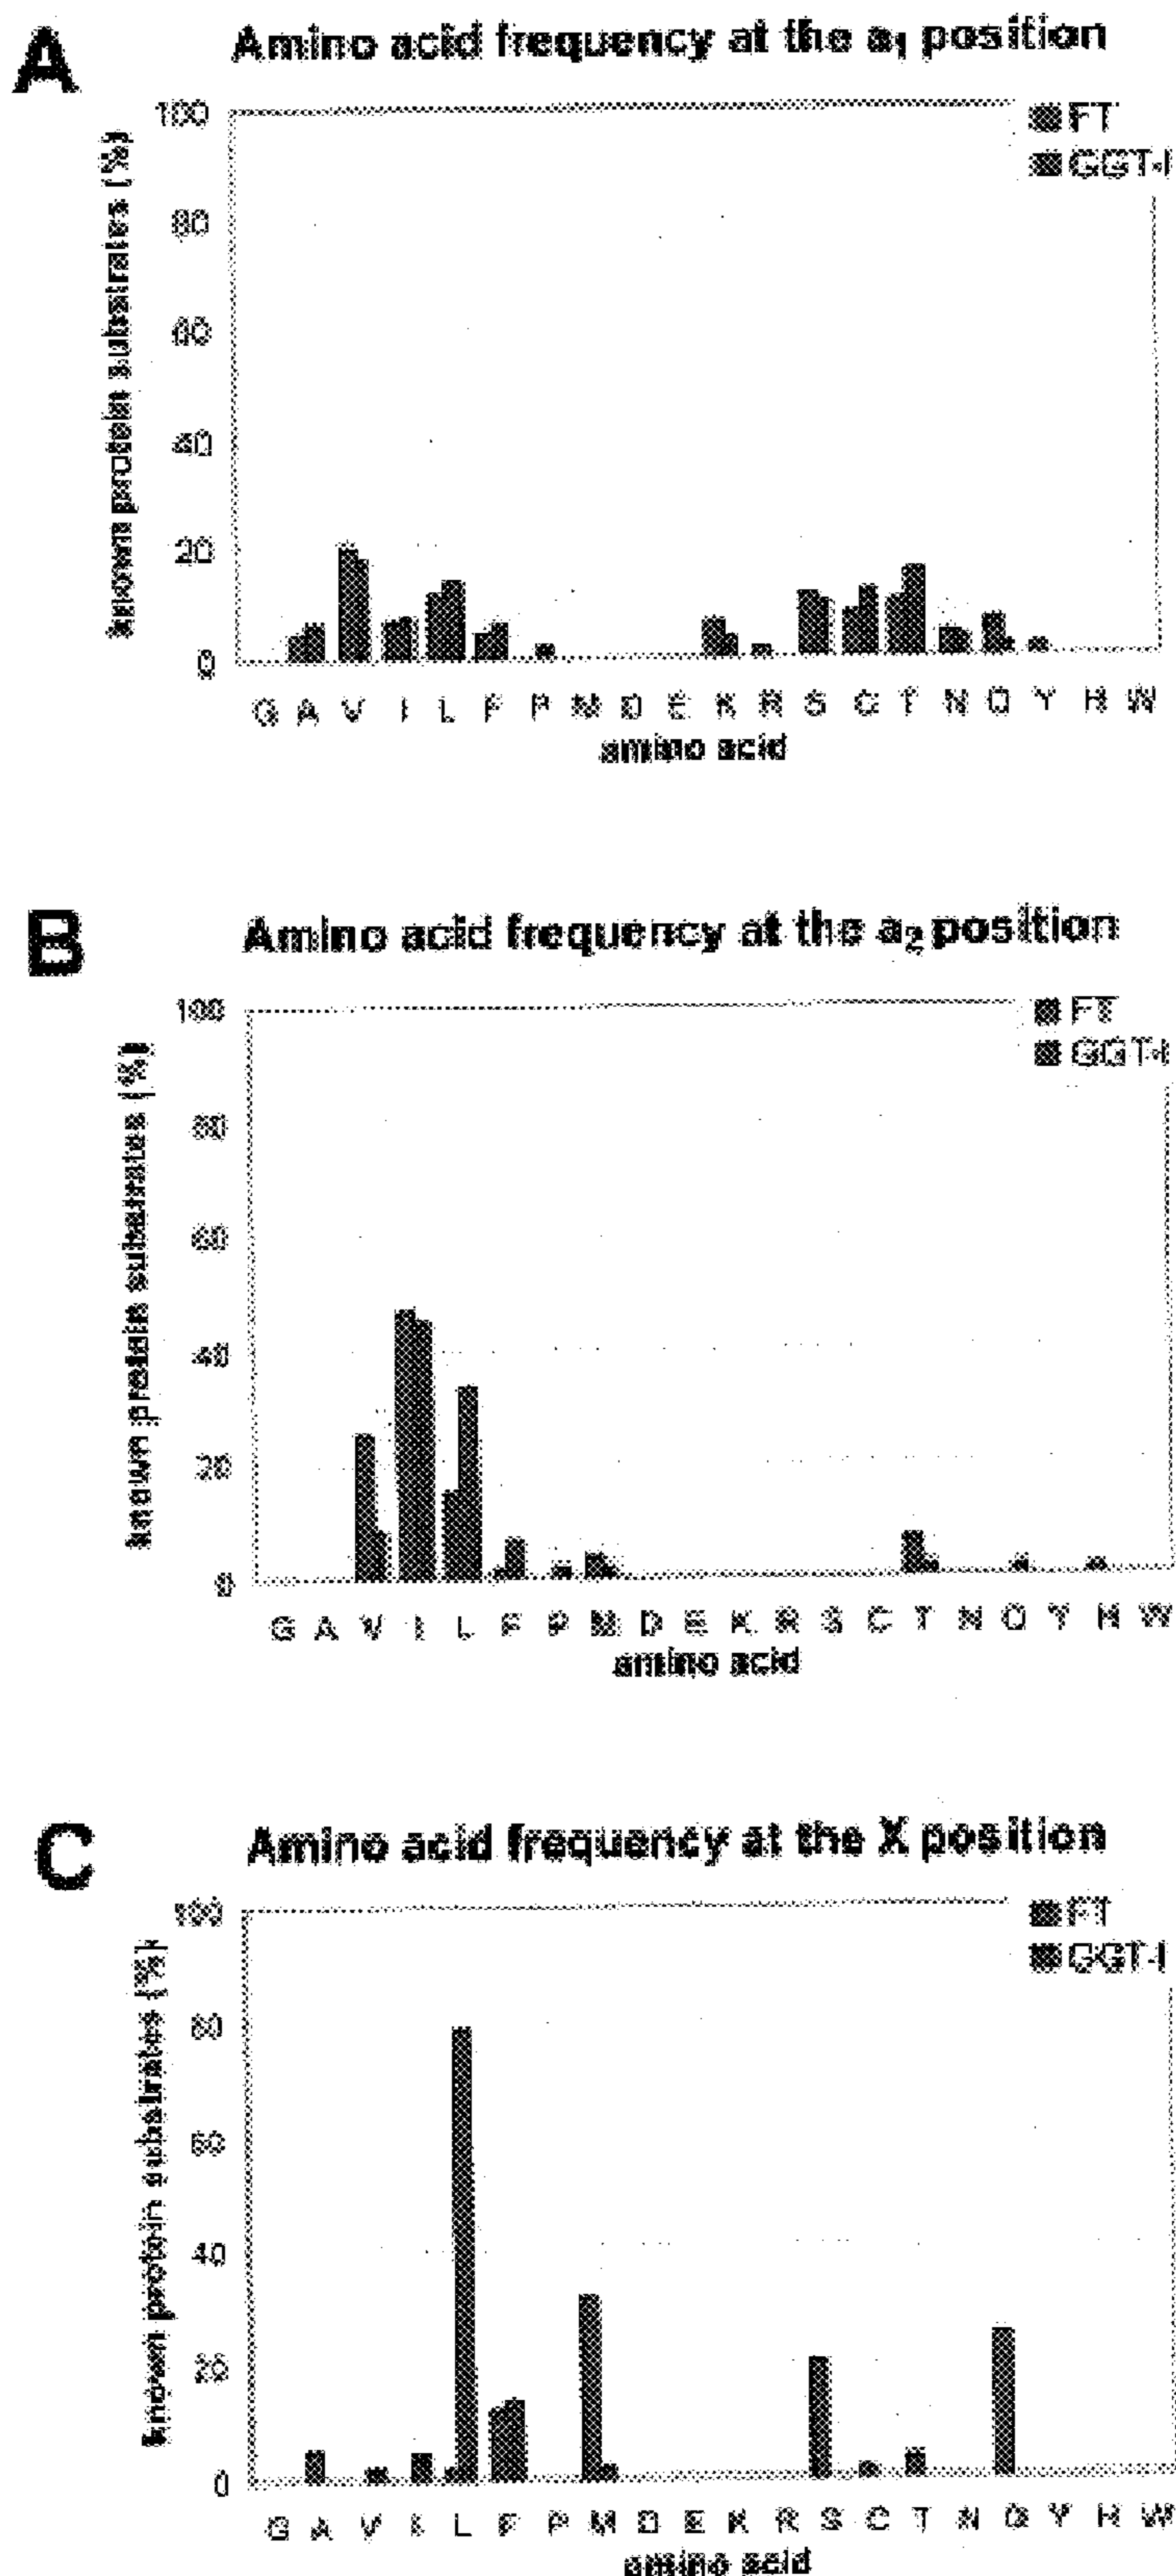 A
Amino acid frequency at the a1 position
100
FT
GGT-I
80
60
40
20
0
known protein substrates (%)
G A V I L F P M D E K R S C T N Q Y H W
amino acid
B
Amino acid frequency at the a2 position
100
FT
GGT-I
80
60
40
20
0
known protein substrates (%)
G A V I L F P M D E K R S C T N Q Y H W
amino acid
C
Amino acid frequency at the X position
100
FT
GGT-I
80
60
40
20
0
known protein substrates (%)
G A V I L F P M D E K R S C T N Q Y H W
amino acid